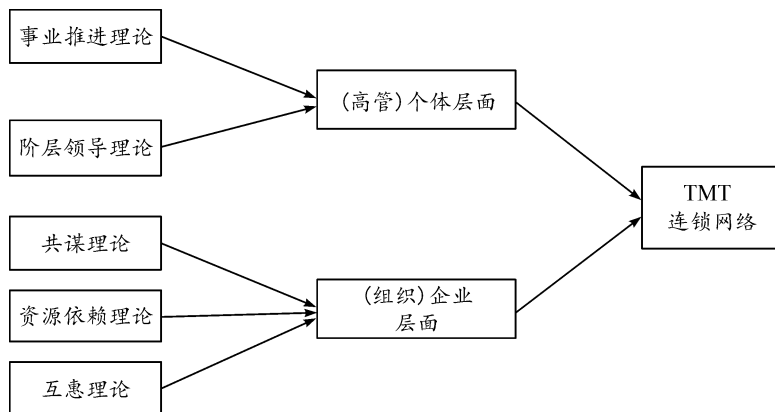 事业推进理论
阶层领导理论
共谋理论
资源依赖理论
互惠理论
(高管)个体层面
(组织)企业
层面
TMT
连锁网络